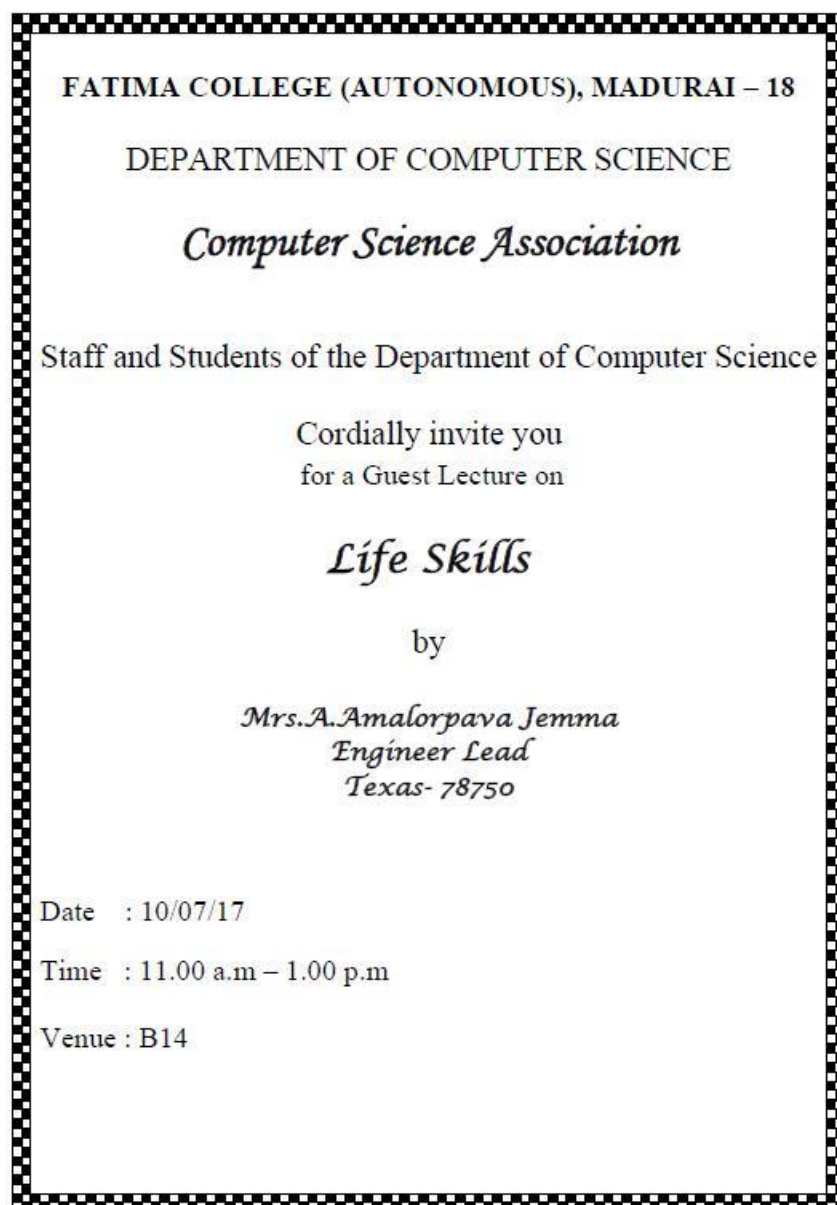 FATIMA COLLEGE (AUTONOMOUS), MADURAI – 18
DEPARTMENT OF COMPUTER SCIENCE
Computer Science Association
Staff and Students of the Department of Computer Science
Cordially invite you
for a Guest Lecture on
Life Skills
by
Mrs.A.Amalorpava Jemma
Engineer Lead
Texas- 78750
Date : 10/07/17
Time : 11.00 a.m – 1.00 p.m
Venue : B14